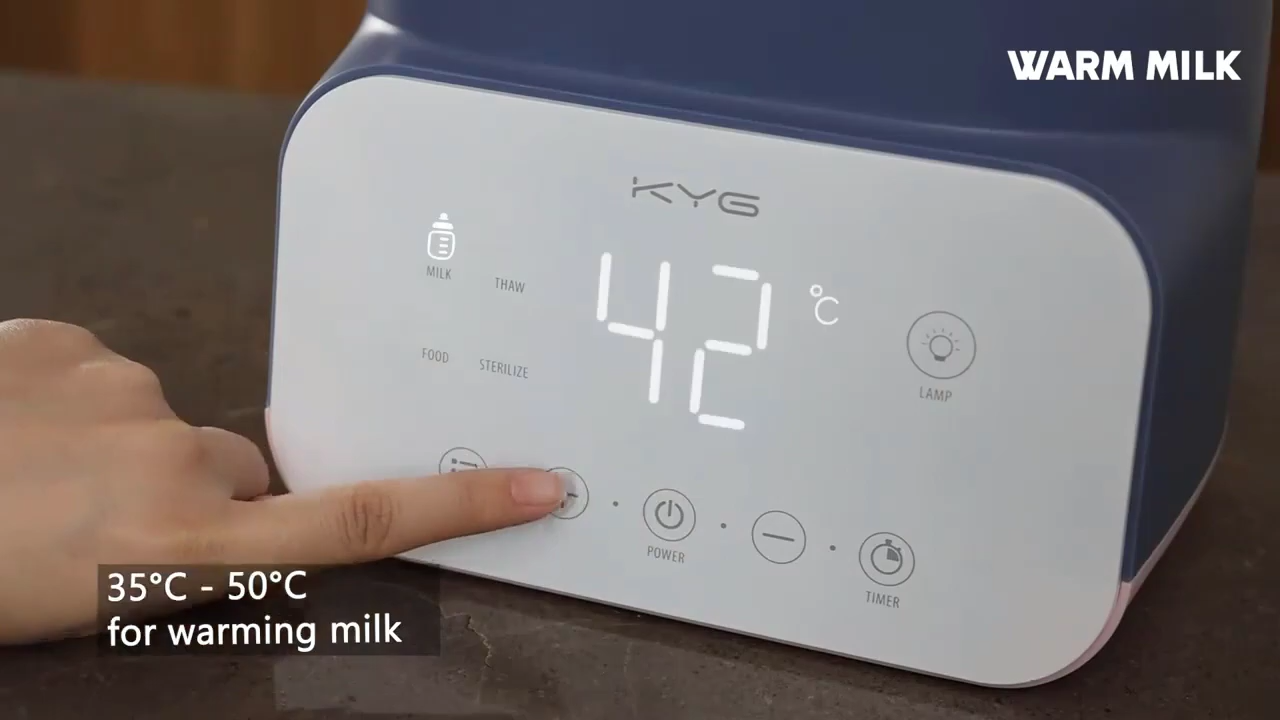 WARM MILK
KYG
MILK
THAW
42 °C
FOOD
STERILIZE
LAMP
POWER
TIMER
35°C - 50°C
for warming milk